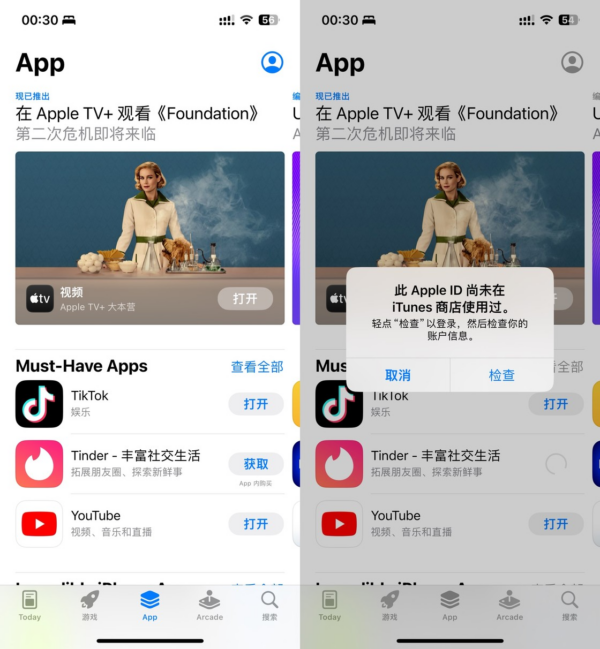 00:30
56
App
现已推出
在 Apple TV+ 观看《Foundation》
第二次危机即将来临
tv
视频
Apple TV+ 大本营
打开
Must-Have Apps
查看全部
TikTok
娱乐
打开
Tinder - 丰富社交生活
拓展朋友圈、探索新鲜事
获取
App 内购买
YouTube
视频、音乐和直播
打开
Today
游戏
App
Arcade
搜索
00:30
54
App
现已推出
在 Apple TV+ 观看《Foundation》
第二次危机即将来临
此 Apple ID 尚未在
iTunes 商店使用过。
轻点“检查”以登录，然后检查你的
账户信息。
取消
检查
tv
Mus
全部
TikTok
娱乐
打开
Tinder - 丰富社交生活
拓展朋友圈、探索新鲜事
YouTube
视频、音乐和直播
打开
Today
游戏
App
Arcade
搜索